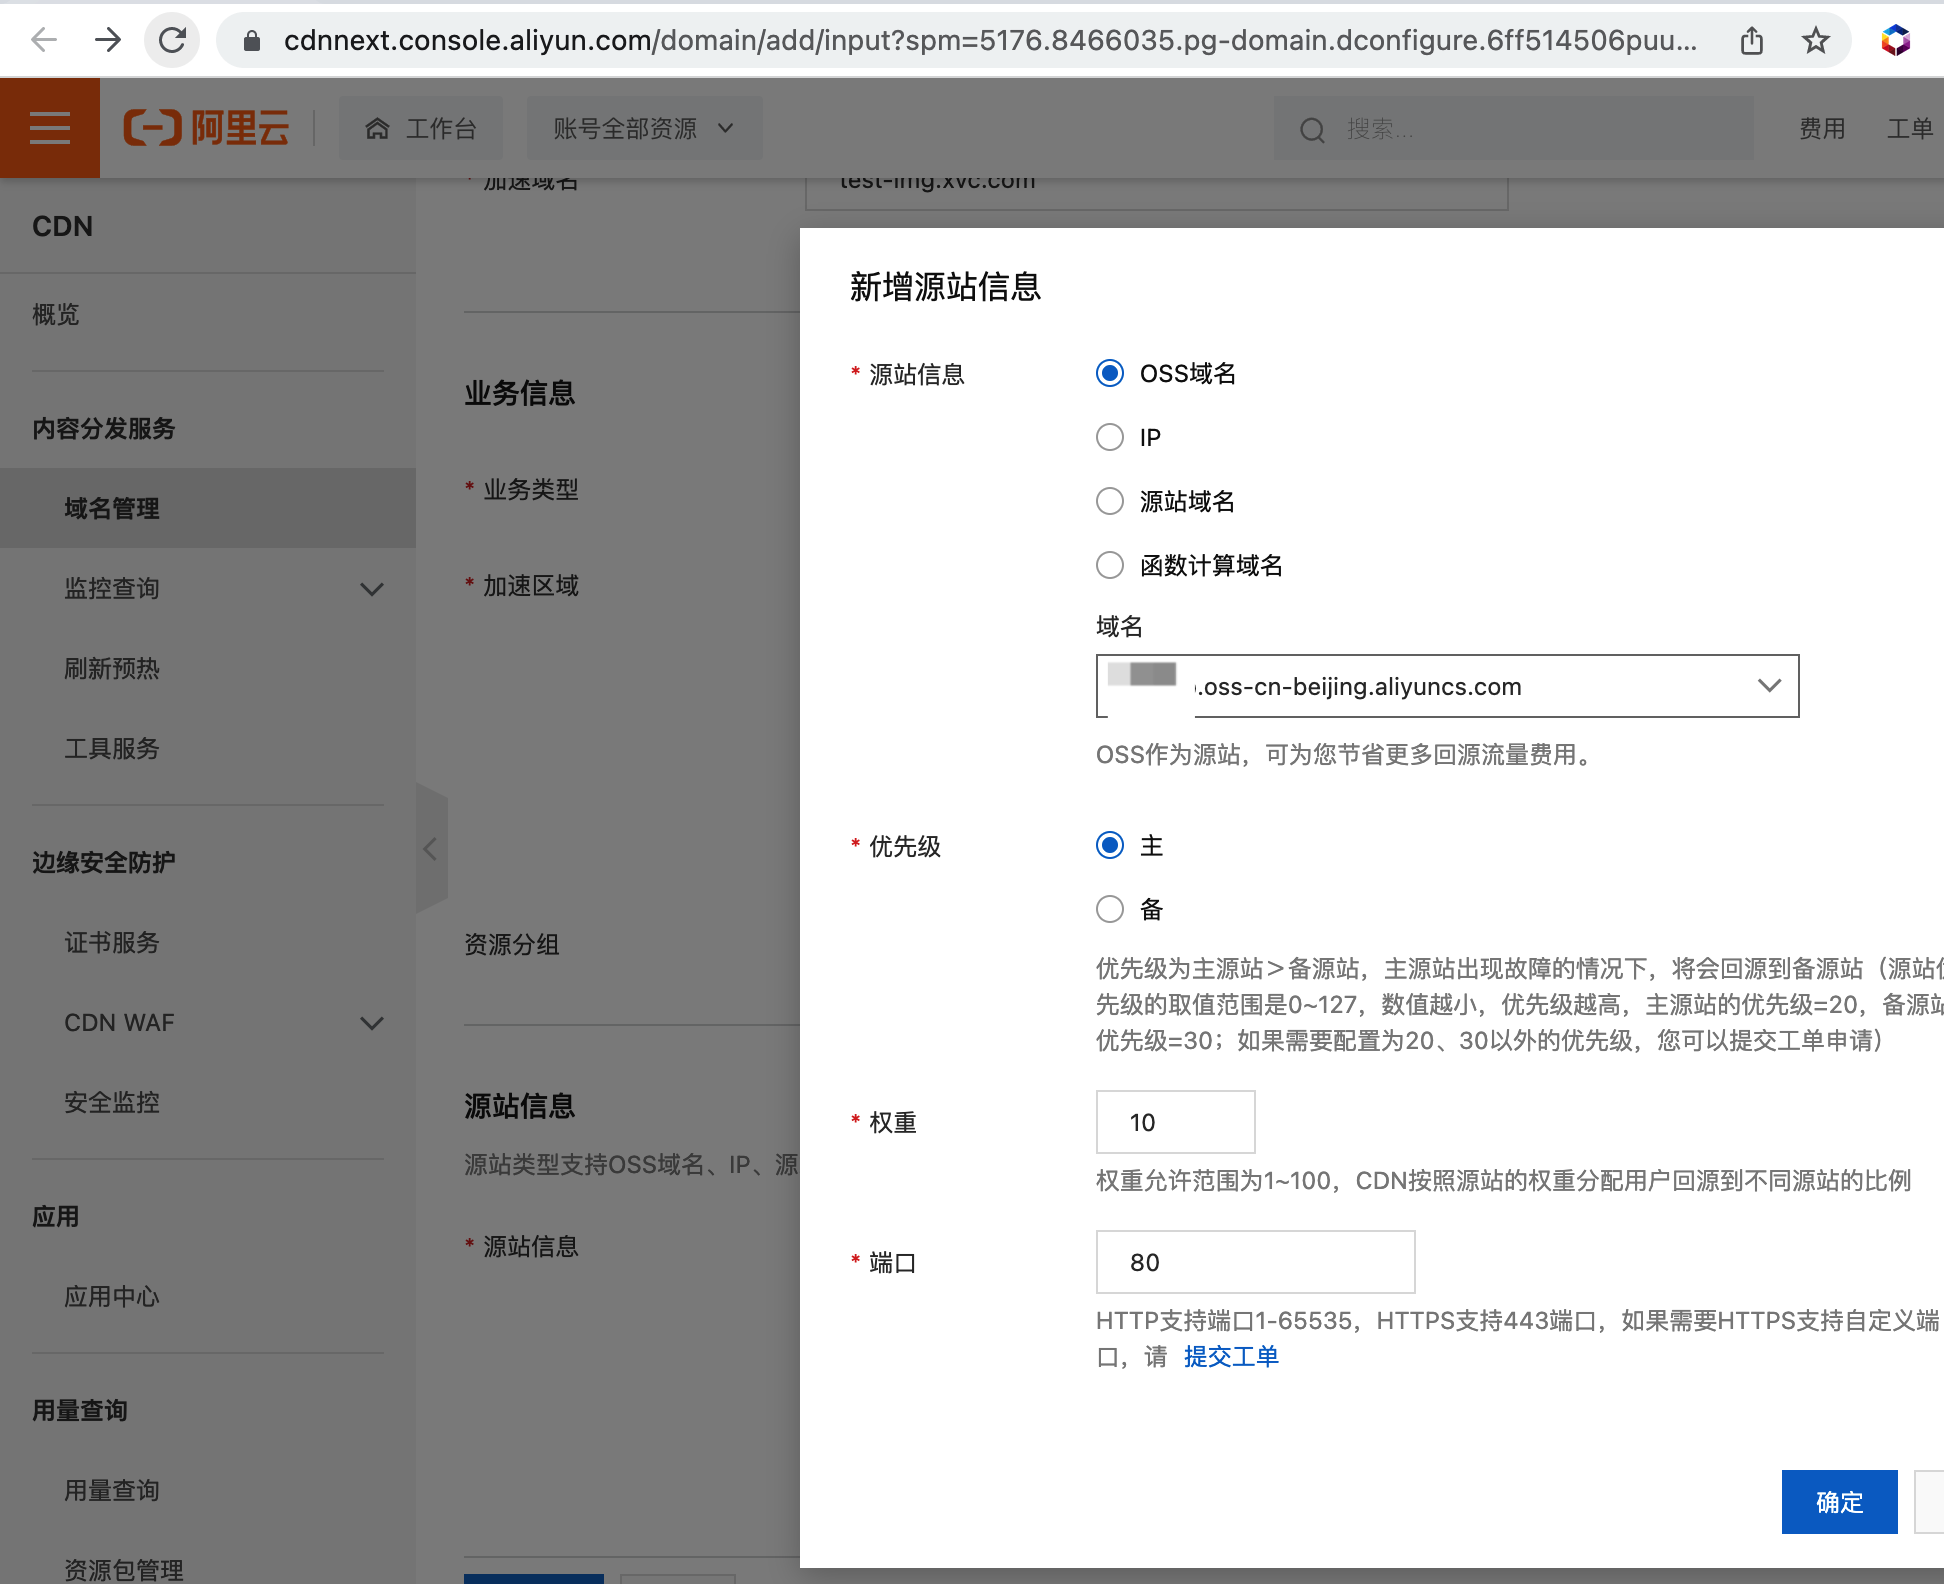 cdnnext.console.aliyun.com/domain/add/input?spm=5176.8466035.pg-domain.dconfigure.6ff514506puu...
阿里云
工作台
账号全部资源
搜索...
费用
工单
* 加速域名
test-img.xvc.com
CDN
概览
内容分发服务
域名管理
监控查询
刷新预热
工具服务
边缘安全防护
证书服务
CDN WAF
安全监控
应用
应用中心
用量查询
用量查询
资源包管理
业务信息
* 业务类型
* 加速区域
资源分组
源站信息
源站类型支持OSS域名、IP、源
* 源站信息
新增源站信息
* 源站信息
OSS域名
IP
源站域名
函数计算域名
域名
.oss-cn-beijing.aliyuncs.com
OSS作为源站，可为您节省更多回源流量费用。
* 优先级
主
备
优先级为主源站＞备源站，主源站出现故障的情况下，将会回源到备源站（源站优
先级的取值范围是0~127，数值越小，优先级越高，主源站的优先级=20，备源站
优先级=30；如果需要配置为20、30以外的优先级，您可以提交工单申请）
* 权重
10
权重允许范围为1~100，CDN按照源站的权重分配用户回源到不同源站的比例
* 端口
80
HTTP支持端口1-65535，HTTPS支持443端口，如果需要HTTPS支持自定义端
口，请 提交工单
确定